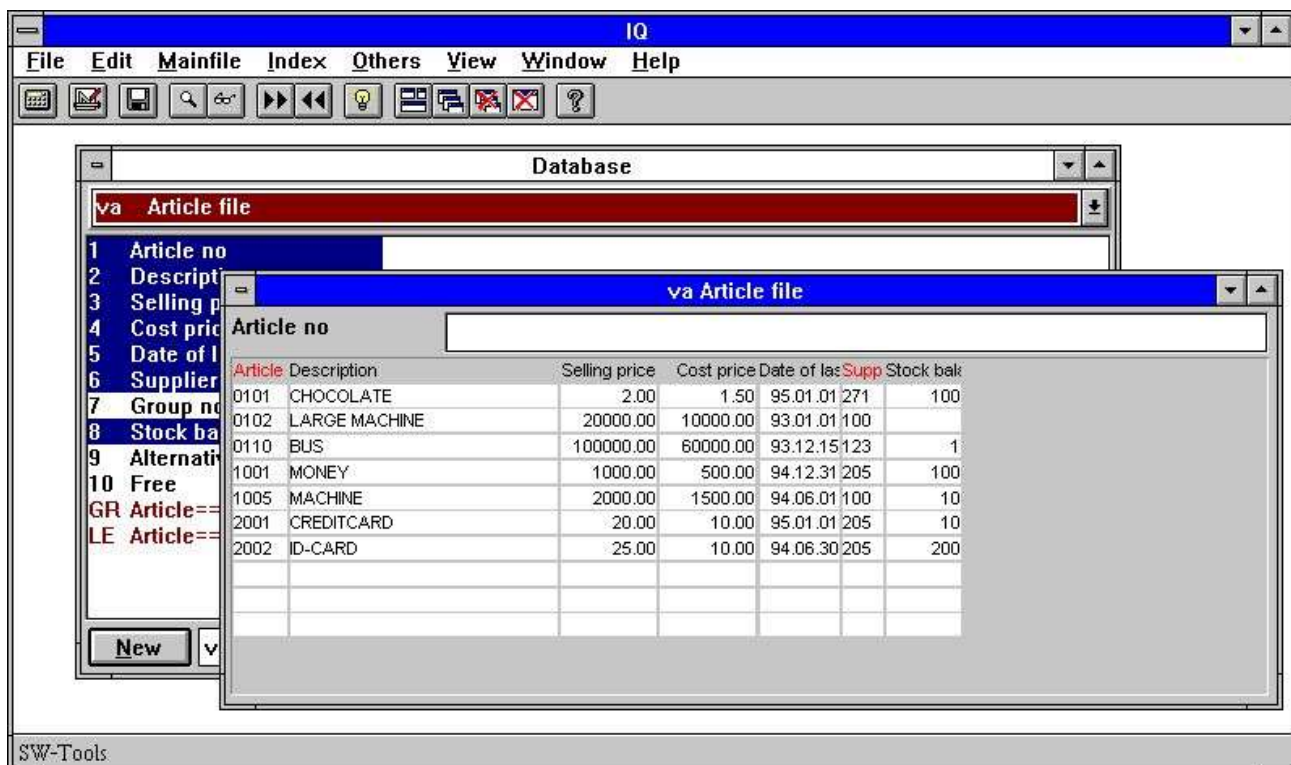 IQ
File Edit Mainfile Index Others View Window Help
Database
va Article file
1 Article no
2 Descripti
3 Selling p
4 Cost pric
5 Date of l
6 Supplier
7 Group no
8 Stock ba
9 Alternativ
10 Free
GR Article==
LE Article==
New v
va Article file
Article no
Article Description Selling price Cost price Date of las Supp Stock bala
0101 CHOCOLATE 2.00 1.50 95.01.01 271 100
0102 LARGE MACHINE 20000.00 10000.00 93.01.01 100
0110 BUS 100000.00 60000.00 93.12.15 123 1
1001 MONEY 1000.00 500.00 94.12.31 205 100
1005 MACHINE 2000.00 1500.00 94.06.01 100 10
2001 CREDITCARD 20.00 10.00 95.01.01 205 10
2002 ID-CARD 25.00 10.00 94.06.30 205 200
SW-Tools